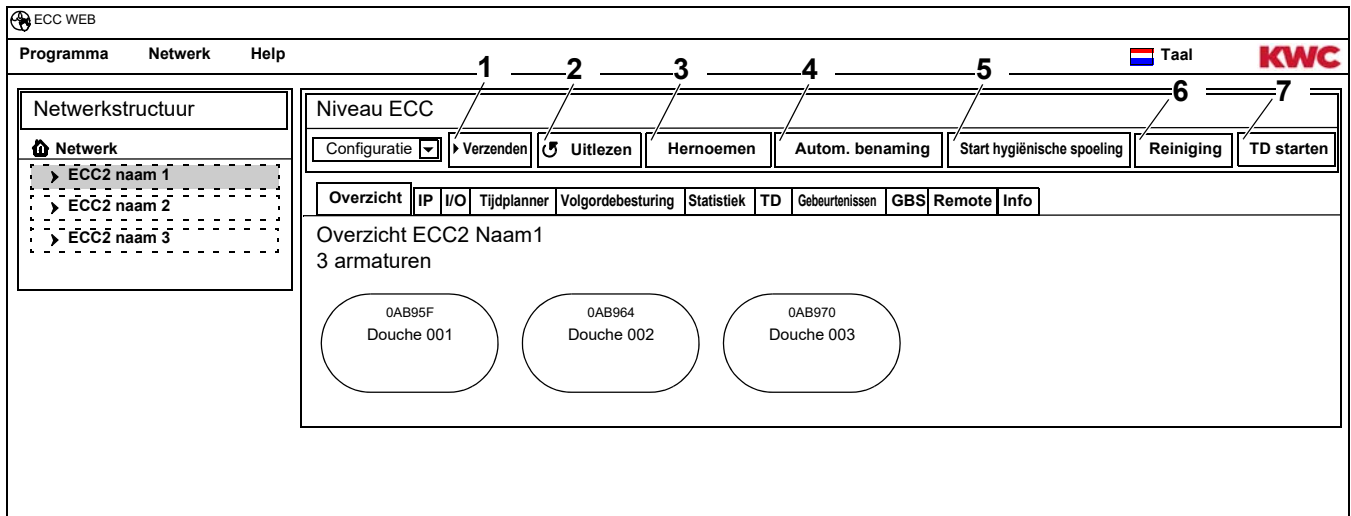 ECC WEB
Programma Netwerk Help Taal KWC
1 2 3 4 5 6 7
Netwerkstructuur
Netwerk
ECC2 naam 1
ECC2 naam 2
ECC2 naam 3
Niveau ECC
Configuratie Verzenden Uitlezen Hernoemen Autom. benaming Start hygiënische spoeling Reiniging TD starten
Overzicht IP I/O Tijdplanner Volgordebesturing Statistiek TD Gebeurtenissen GBS Remote Info
Overzicht ECC2 Naam1
3 armaturen
0AB95F 0AB964 0AB970
Douche 001 Douche 002 Douche 003